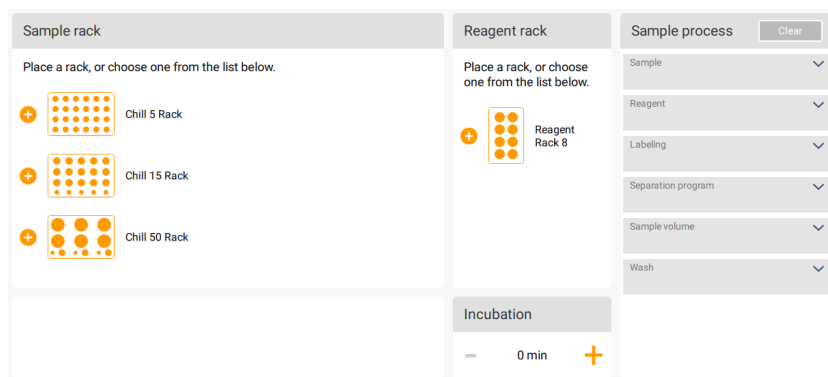 Sample rack
Place a rack, or choose one from the list below.
Chill 5 Rack
Chill 15 Rack
Chill 50 Rack
Reagent rack
Place a rack, or choose
one from the list below.
Reagent
Rack 8
Incubation
0 min
Sample process
Clear
Sample
Reagent
Labeling
Separation program
Sample volume
Wash